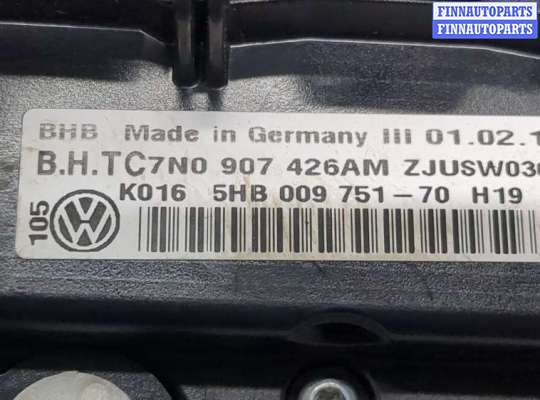 FINNAUTOPARTS
FINNAUTOPARTS
BHB Made in Germany III 01.02.1
B.H.TC7N0 907 426AM ZJUSW03
K016 5HB 009 751-70 H19
105